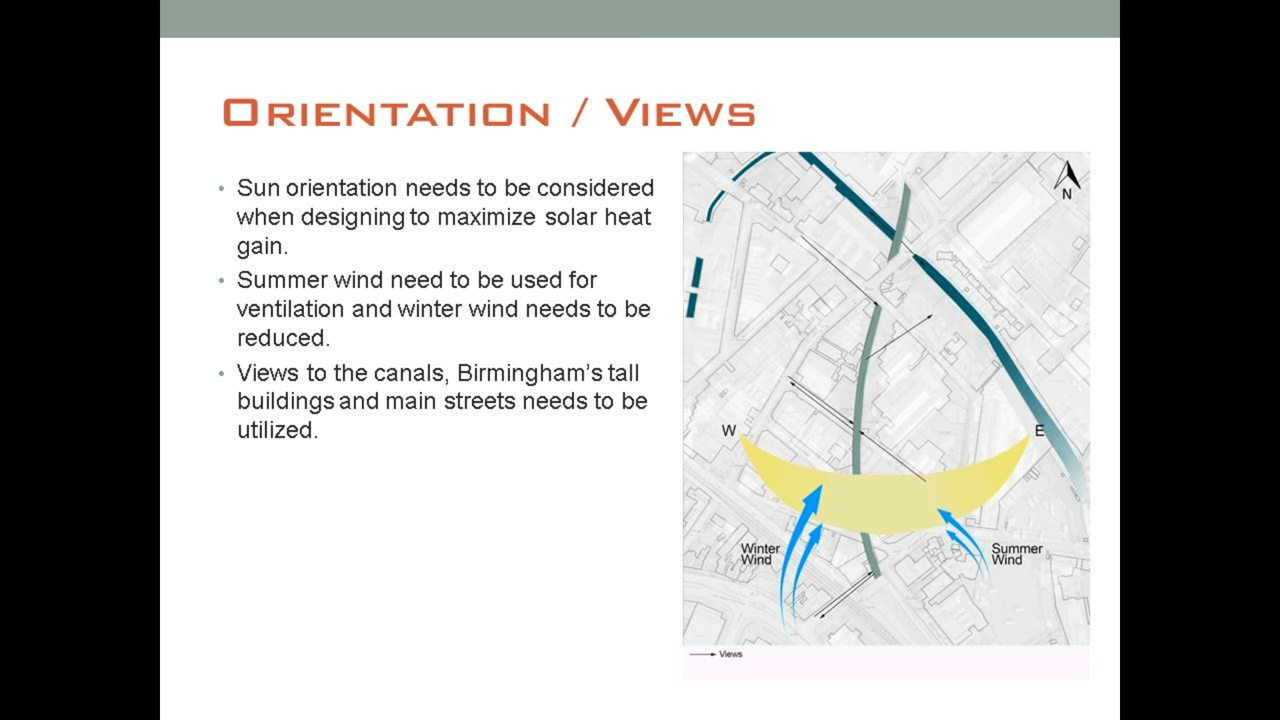 ORIENTATION / VIEWS
• Sun orientation needs to be considered
when designing to maximize solar heat
gain.
• Summer wind need to be used for
ventilation and winter wind needs to be
reduced.
• Views to the canals, Birmingham’s tall
buildings and main streets needs to be
utilized.
N
W
E
Winter
Wind
Summer
Wind
Views